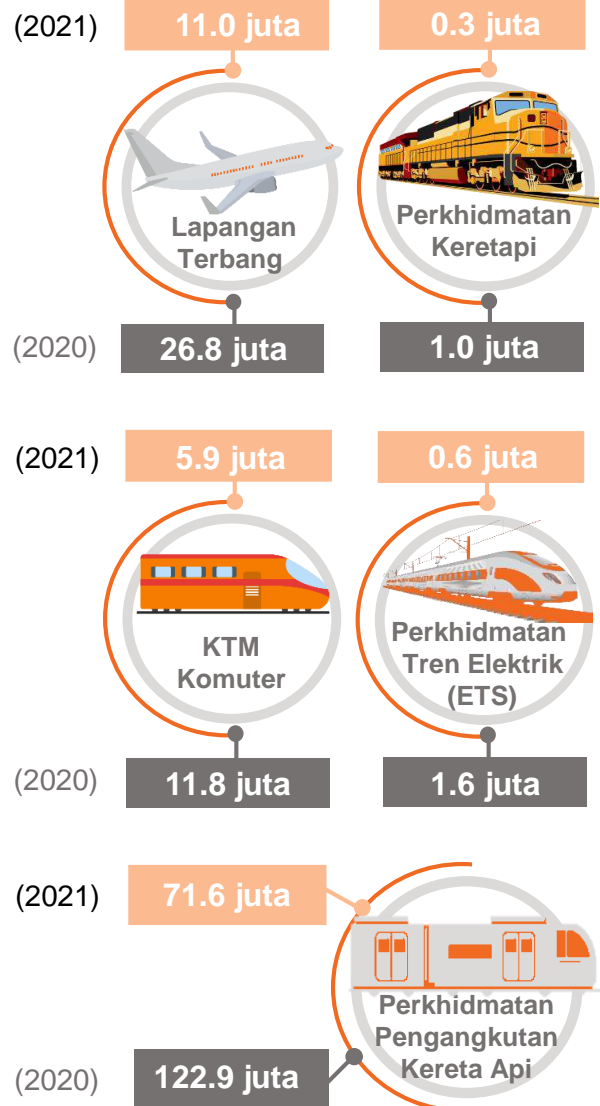 (2021) 11.0 juta 0.3 juta
Lapangan
Terbang
Perkhidmatan
Keretapi
(2020) 26.8 juta 1.0 juta
(2021) 5.9 juta 0.6 juta
KTM
Komuter
Perkhidmatan
Tren Elektrik
(ETS)
(2020) 11.8 juta 1.6 juta
(2021) 71.6 juta
Perkhidmatan
Pengangkutan
Kereta Api
(2020) 122.9 juta